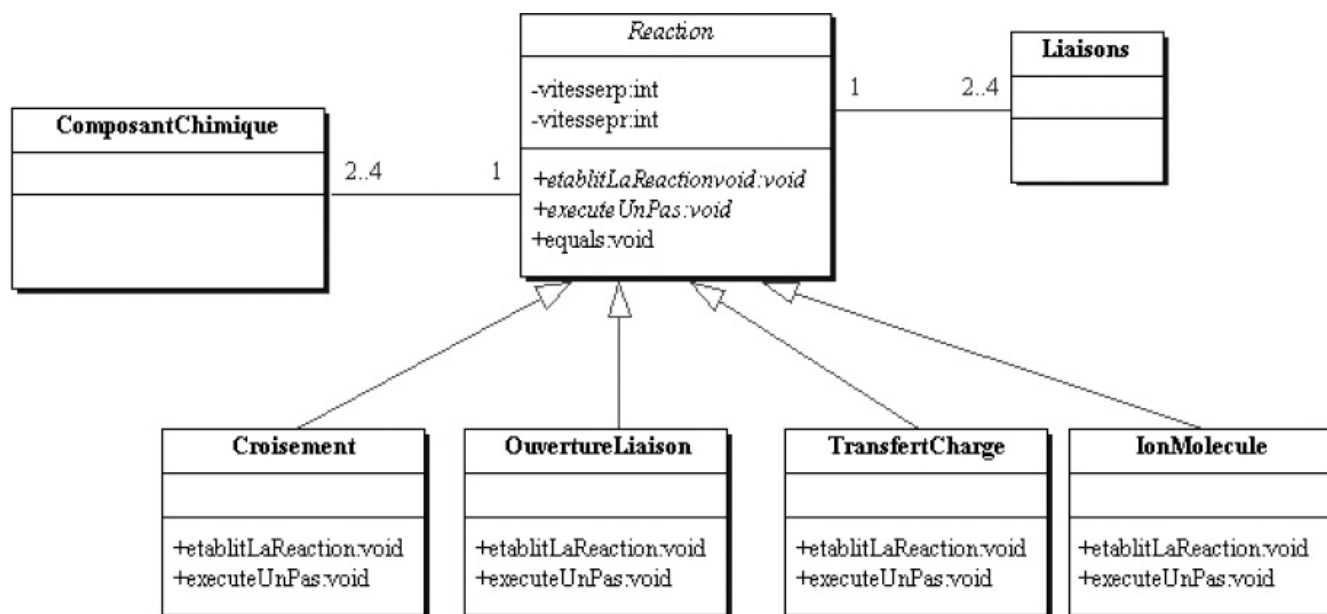 Reaction
-vitesserp:int
-vitessepr:int
+etablitLaReactionvoid:void
+executeUnPas:void
+equals:void
Liaisons
1
2..4
ComposantChimique
2..4
1
Croisement
+etablitLaReaction:void
+executeUnPas:void
OuvertureLiaison
+etablitLaReaction:void
+executeUnPas:void
TransfertCharge
+etablitLaReaction:void
+executeUnPas:void
IonMolecule
+etablitLaReaction:void
+executeUnPas:void